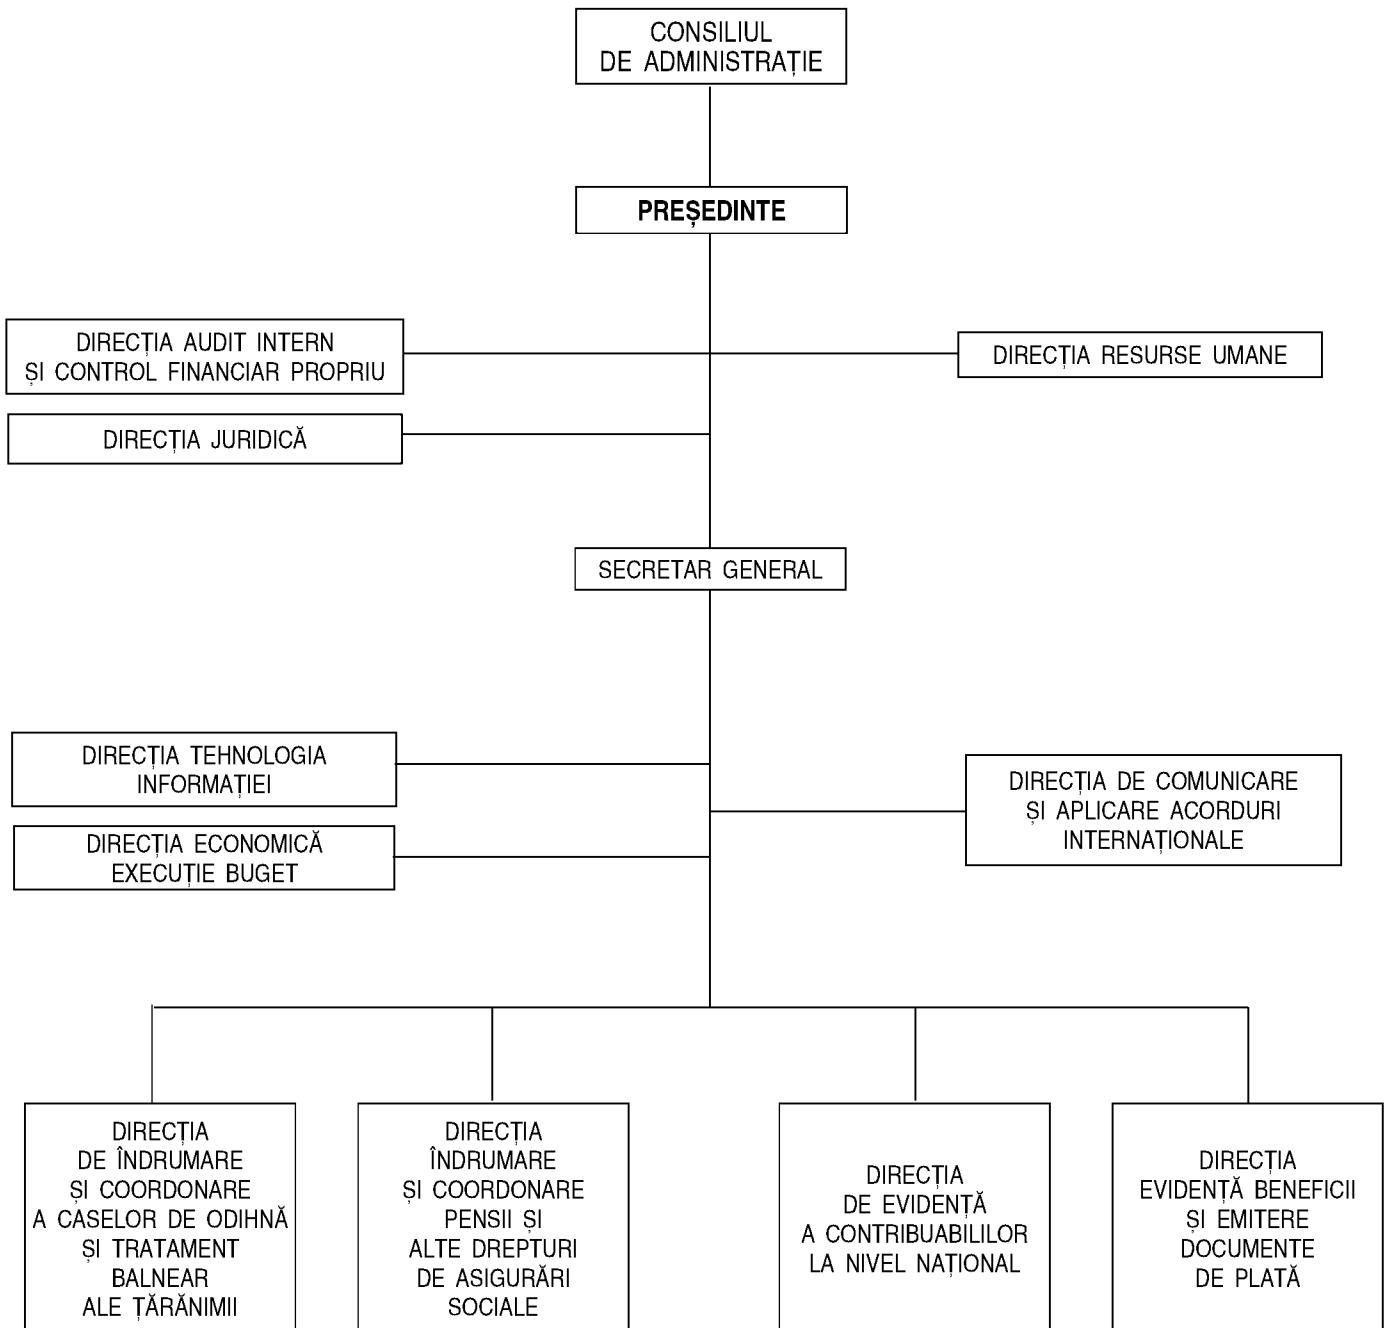 CONSILIUL
DE ADMINISTRAȚIE
PREȘEDINTE
DIRECȚIA AUDIT INTERN
ȘI CONTROL FINANCIAR PROPRIU
DIRECȚIA RESURSE UMANE
DIRECȚIA JURIDICĂ
SECRETAR GENERAL
DIRECȚIA TEHNOLOGIA
INFORMAȚIEI
DIRECȚIA DE COMUNICARE
ȘI APLICARE ACORDURI
INTERNAȚIONALE
DIRECȚIA ECONOMICĂ
EXECUȚIE BUGET
DIRECȚIA
DE ÎNDRUMARE
ȘI COORDONARE
A CASELOR DE ODIHNĂ
ȘI TRATAMENT
BALNEAR
ALE ȚĂRĂNIMII
DIRECȚIA
ÎNDRUMARE
ȘI COORDONARE
PENSII ȘI
ALTE DREPTURI
DE ASIGURĂRI
SOCIALE
DIRECȚIA
DE EVIDENȚĂ
A CONTRIBUABILILOR
LA NIVEL NAȚIONAL
DIRECȚIA
EVIDENȚĂ BENEFICII
ȘI EMITERE
DOCUMENTE
DE PLATĂ